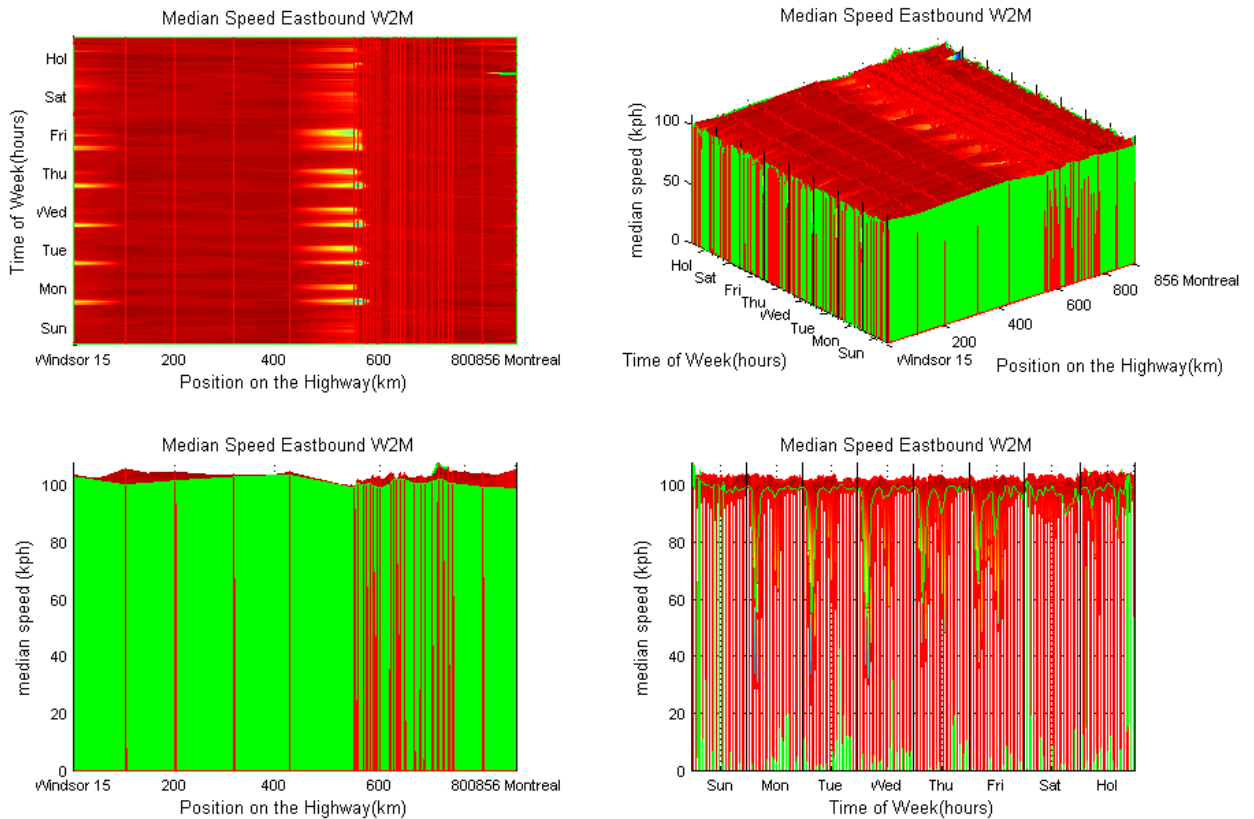 Median Speed Eastbound W2M
Time of Week(hours)
Hol
Sat
Fri
Thu
Wed
Tue
Mon
Sun
Windsor 15 200 400 600 800856 Montreal
Position on the Highway(km)
Median Speed Eastbound W2M
median speed (kph)
100
50
0
Hol
Sat
Fri
Thu
Wed
Tue
Mon
Sun
Time of Week(hours)
Windsor 15
200
400
600
800
856 Montreal
Position on the Highway(km)
Median Speed Eastbound W2M
median speed (kph)
100
80
60
40
20
0
Windsor 15 200 400 600 800856 Montreal
Position on the Highway(km)
Median Speed Eastbound W2M
median speed (kph)
100
80
60
40
20
0
Sun Mon Tue Wed Thu Fri Sat Hol
Time of Week(hours)